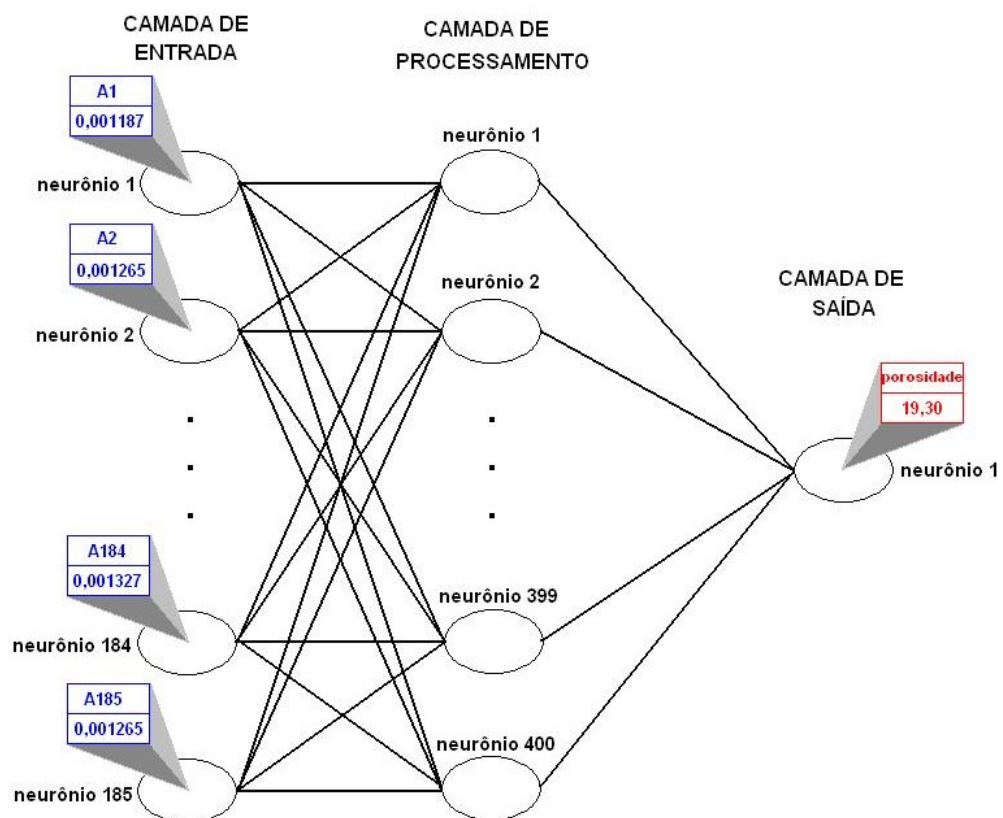 CAMADA DE
ENTRADA
A1
0,001187
neurônio 1
A2
0,001265
neurônio 2
A184
0,001327
neurônio 184
A185
0,001265
neurônio 185
CAMADA DE
PROCESSAMENTO
neurônio 1
neurônio 2
neurônio 399
neurônio 400
CAMADA DE
SAÍDA
porosidade
19,30
neurônio 1